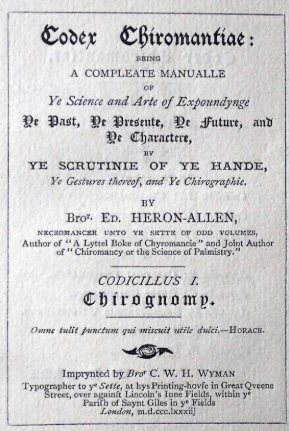 Codex Chiromantiae:
BEING
A COMPLEATE MANUALLE
OF
Ye Science and Arte of Expoundynge
Ye Past, Ye Presente, Ye Future, and
Ye Charactere,
BY
YE SCRUTINIE OF YE HANDE,
Ye Gestures thereof, and Ye Chirographie.
BY
Bror. ED. HERON-ALLEN,
NECROMANCER UNTO YE SETTE OF ODD VOLUMES,
Author of "A Lyttel Boke of Chyromancie" and Joint Author
of "Chiromancy or the Science of Palmistry."
CODICILLUS I.
Chirognomy.
Omne tulit punctum qui miscuit utile dulci.—HORACE.
Imprynted by Bror C. W. H. WYMAN
Typographer to ye Sette, at hys Printing-houſe in Great Qveene
Street, over againſt Lincoln's Inne Fields, within ye
Pariſh of Saynt Giles in ye Fields
London, m.d.ccc.lxxxiij